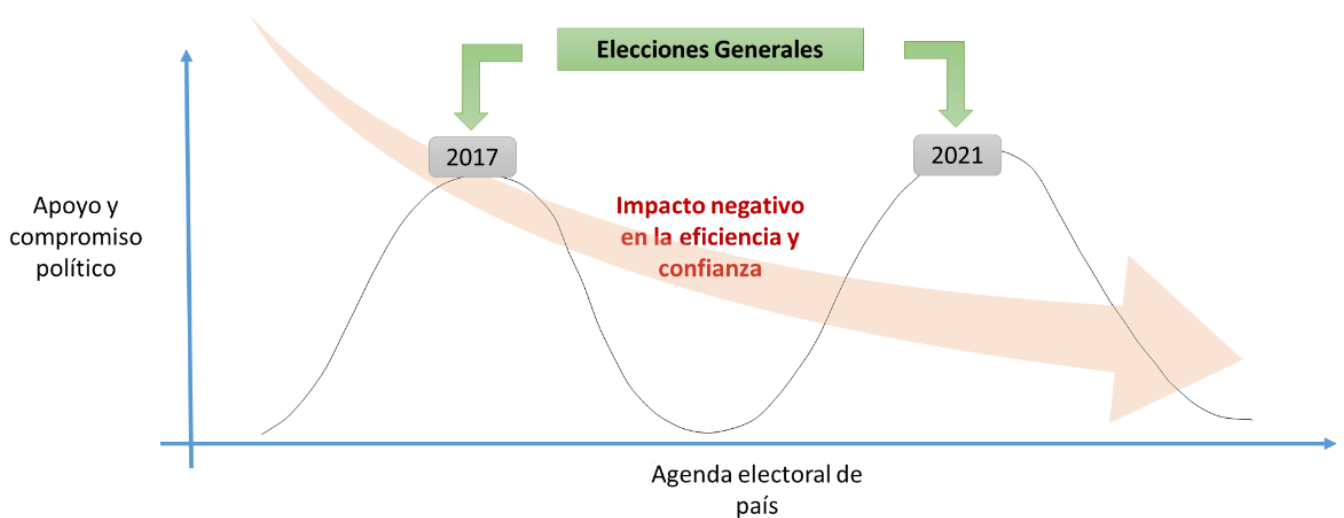 Elecciones Generales
2017
2021
Apoyo y
compromiso
político
Impacto negativo
en la eficiencia y
confianza
Agenda electoral de
país